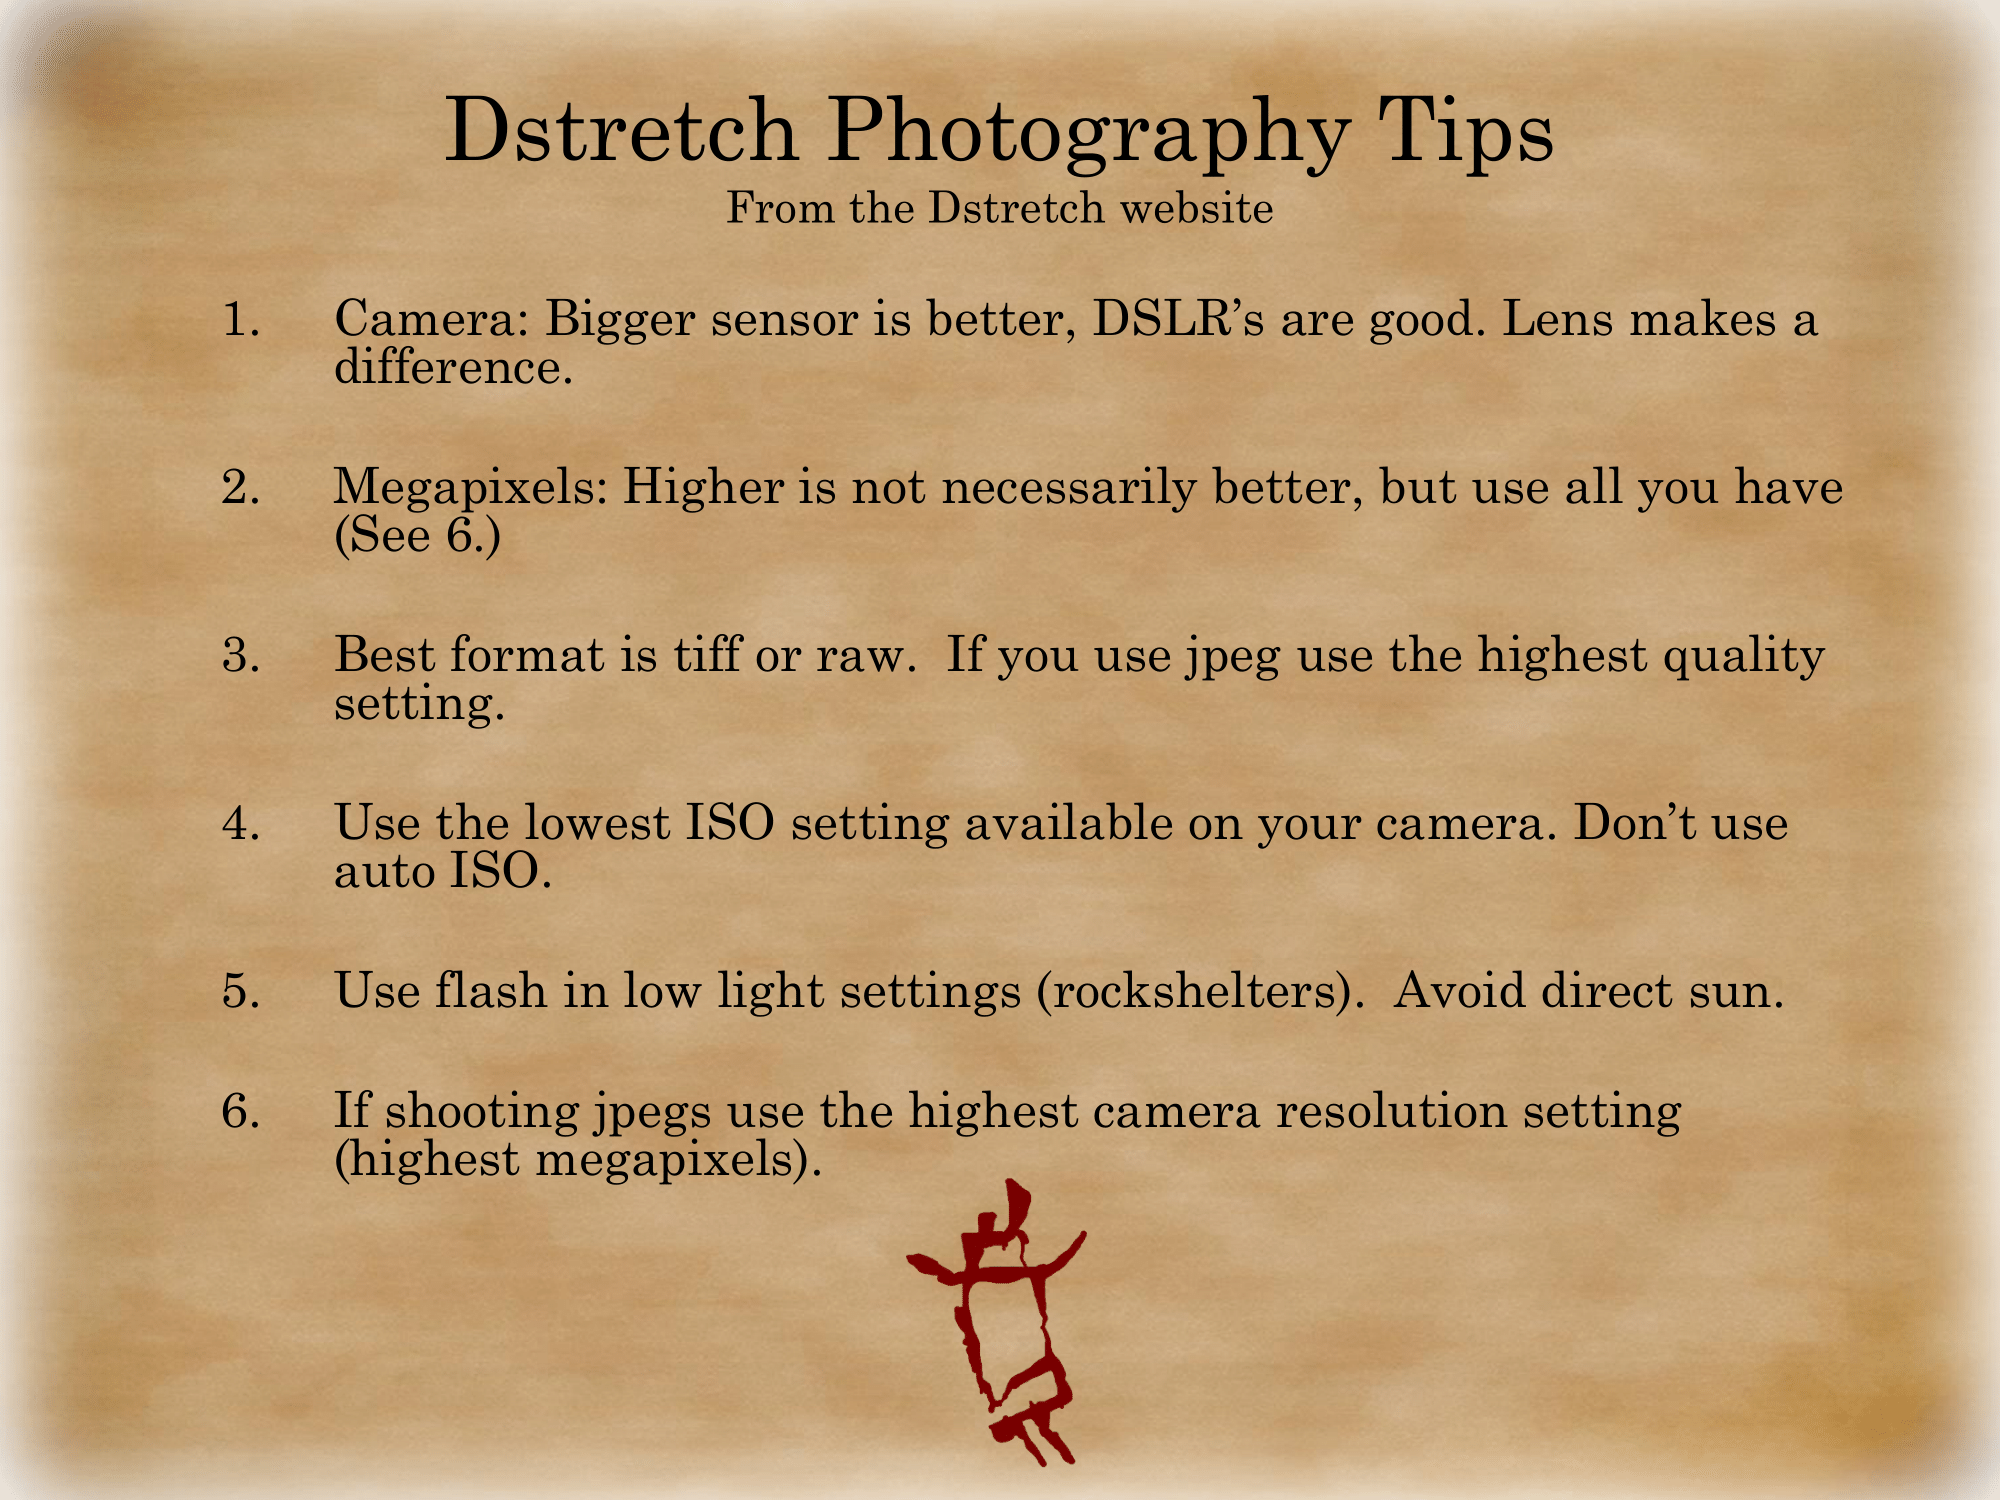 Dstretch Photography Tips
From the Dstretch website
1. Camera: Bigger sensor is better, DSLR’s are good. Lens makes a
difference.
2. Megapixels: Higher is not necessarily better, but use all you have
(See 6.)
3. Best format is tiff or raw.  If you use jpeg use the highest quality
setting.
4. Use the lowest ISO setting available on your camera. Don’t use
auto ISO.
5. Use flash in low light settings (rockshelters).  Avoid direct sun.
6. If shooting jpegs use the highest camera resolution setting
(highest megapixels).